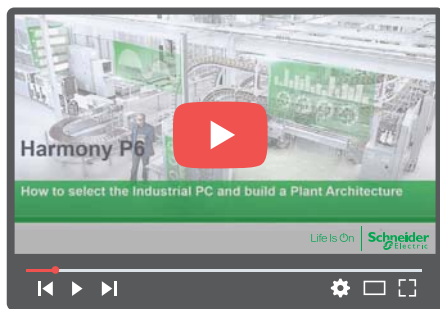 Harmony P6
How to select the Industrial PC and build a Plant Architecture
Life Is On Schneider
Electric